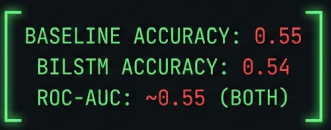 BASELINE ACCURACY: 0.55
BILSTM ACCURACY: 0.54
ROC-AUC: ~0.55 (BOTH)